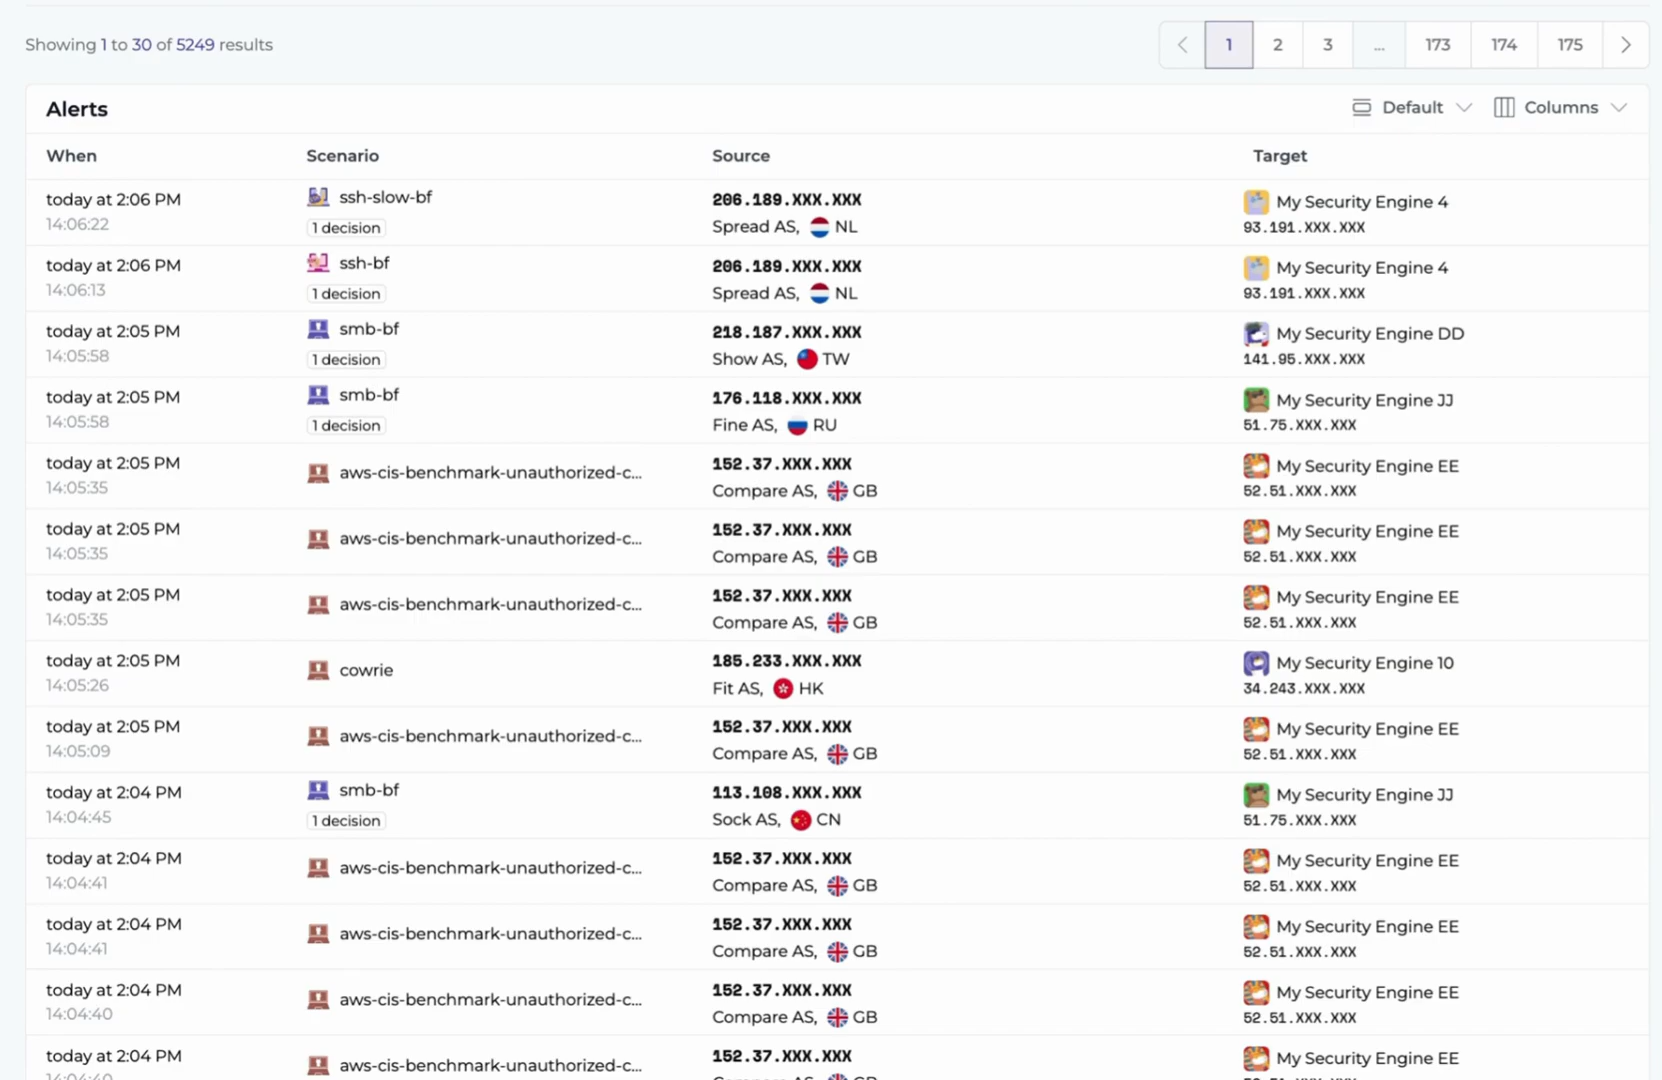 Showing 1 to 30 of 5249 results
1 2 3 ... 173 174 175
Alerts
Default
Columns
When Scenario Source Target
today at 2:06 PM ssh-slow-bf 206.189.XXX.XXX My Security Engine 4
14:06:22 1 decision Spread AS, NL 93.191.XXX.XXX
today at 2:06 PM ssh-bf 206.189.XXX.XXX My Security Engine 4
14:06:13 1 decision Spread AS, NL 93.191.XXX.XXX
today at 2:05 PM smb-bf 218.187.XXX.XXX My Security Engine DD
14:05:58 1 decision Show AS, TW 141.95.XXX.XXX
today at 2:05 PM smb-bf 176.118.XXX.XXX My Security Engine JJ
14:05:58 1 decision Fine AS, RU 51.75.XXX.XXX
today at 2:05 PM aws-cis-benchmark-unauthorized-c... 152.37.XXX.XXX My Security Engine EE
14:05:35 Compare AS, GB 52.51.XXX.XXX
today at 2:05 PM aws-cis-benchmark-unauthorized-c... 152.37.XXX.XXX My Security Engine EE
14:05:35 Compare AS, GB 52.51.XXX.XXX
today at 2:05 PM aws-cis-benchmark-unauthorized-c... 152.37.XXX.XXX My Security Engine EE
14:05:35 Compare AS, GB 52.51.XXX.XXX
today at 2:05 PM cowrie 185.233.XXX.XXX My Security Engine 10
14:05:26 Fit AS, HK 34.243.XXX.XXX
today at 2:05 PM aws-cis-benchmark-unauthorized-c... 152.37.XXX.XXX My Security Engine EE
14:05:09 Compare AS, GB 52.51.XXX.XXX
today at 2:04 PM smb-bf 113.108.XXX.XXX My Security Engine JJ
14:04:45 1 decision Sock AS, CN 51.75.XXX.XXX
today at 2:04 PM aws-cis-benchmark-unauthorized-c... 152.37.XXX.XXX My Security Engine EE
14:04:41 Compare AS, GB 52.51.XXX.XXX
today at 2:04 PM aws-cis-benchmark-unauthorized-c... 152.37.XXX.XXX My Security Engine EE
14:04:41 Compare AS, GB 52.51.XXX.XXX
today at 2:04 PM aws-cis-benchmark-unauthorized-c... 152.37.XXX.XXX My Security Engine EE
14:04:40 Compare AS, GB 52.51.XXX.XXX
today at 2:04 PM aws-cis-benchmark-unauthorized-c... 152.37.XXX.XXX My Security Engine EE